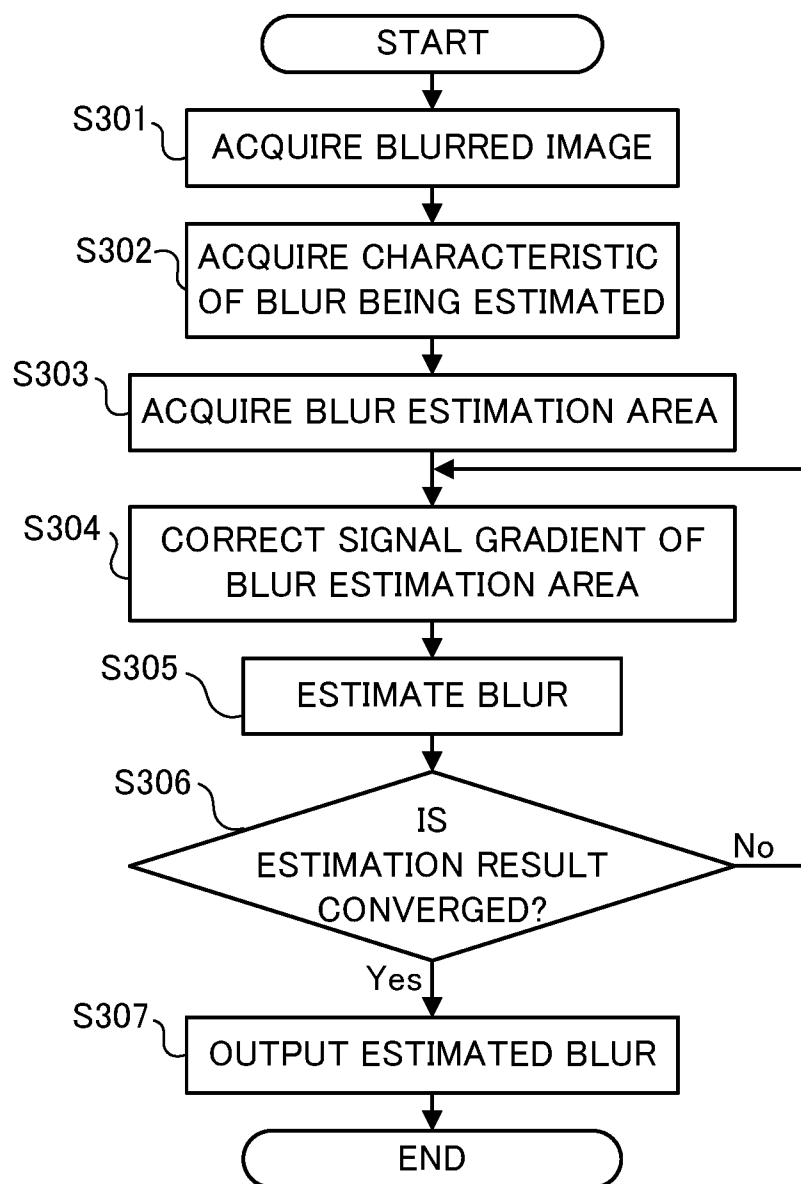 START
S301
ACQUIRE BLURRED IMAGE
S302
ACQUIRE CHARACTERISTIC
OF BLUR BEING ESTIMATED
S303
ACQUIRE BLUR ESTIMATION AREA
S304
CORRECT SIGNAL GRADIENT OF
BLUR ESTIMATION AREA
S305
ESTIMATE BLUR
S306
IS
ESTIMATION RESULT
CONVERGED?
No
Yes
S307
OUTPUT ESTIMATED BLUR
END